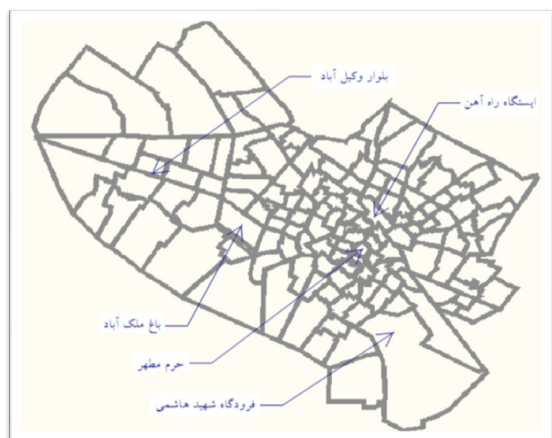 بلوار وکیل آباد
ایستگاه راه آهن
باغ ملک آباد
حرم مطهر
فرودگاه شهید هاشمی